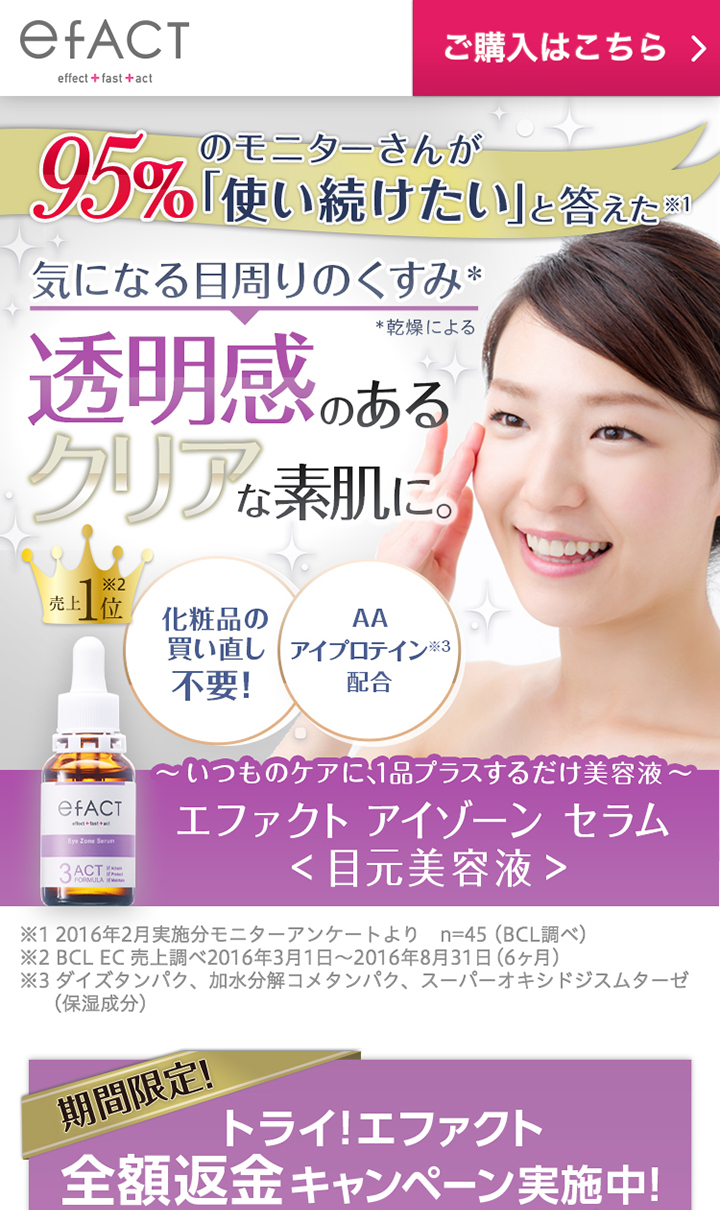 efACT
effect+fast+act
ご購入はこちら
95%のモニターさんが
「使い続けたい」と答えた※1
気になる目周りのくすみ*
*乾燥による
透明感のある
クリアな素肌に。
売上1位※2
化粧品の
買い直し
不要!
AA
アイプロテイン※3
配合
～いつものケアに、1品プラスするだけ美容液～
エファクト アイゾーン セラム
<目元美容液>
efACT
effect+fast+act
Eye Zone Serum
3 ACT
FORMULA
※1 2016年2月実施分モニターアンケートより n=45（BCL調べ）
※2 BCL EC 売上調べ2016年3月1日～2016年8月31日（6ヶ月）
※3 ダイズタンパク、加水分解コメタンパク、スーパーオキシドジスムターゼ
（保湿成分）
期間限定!
トライ!エファクト
全額返金キャンペーン実施中!